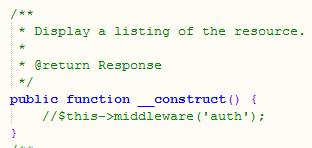 /**
 * Display a listing of the resource.
 *
 * @return Response
 */
public function __construct() {
    //$this->middleware('auth');
}
/**